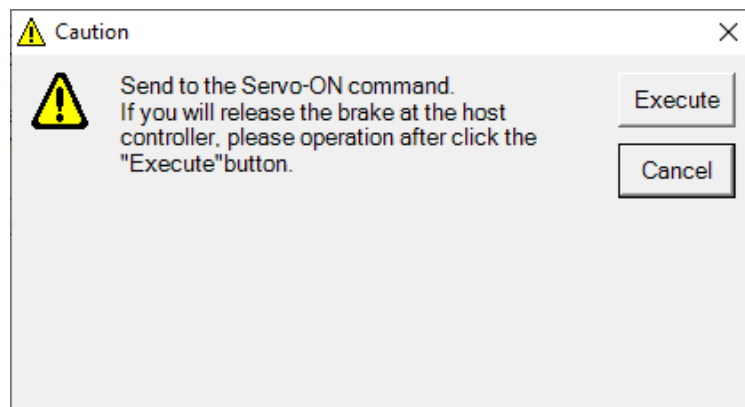 Caution
Send to the Servo-ON command.
If you will release the brake at the host
controller, please operation after click the
"Execute"button.
Execute
Cancel